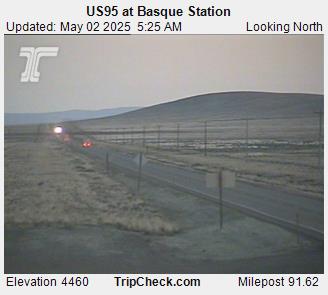 US95 at Basque Station
Updated: May 02 2025 5:25 AM Looking North
Elevation 4460 TripCheck.com Milepost 91.62